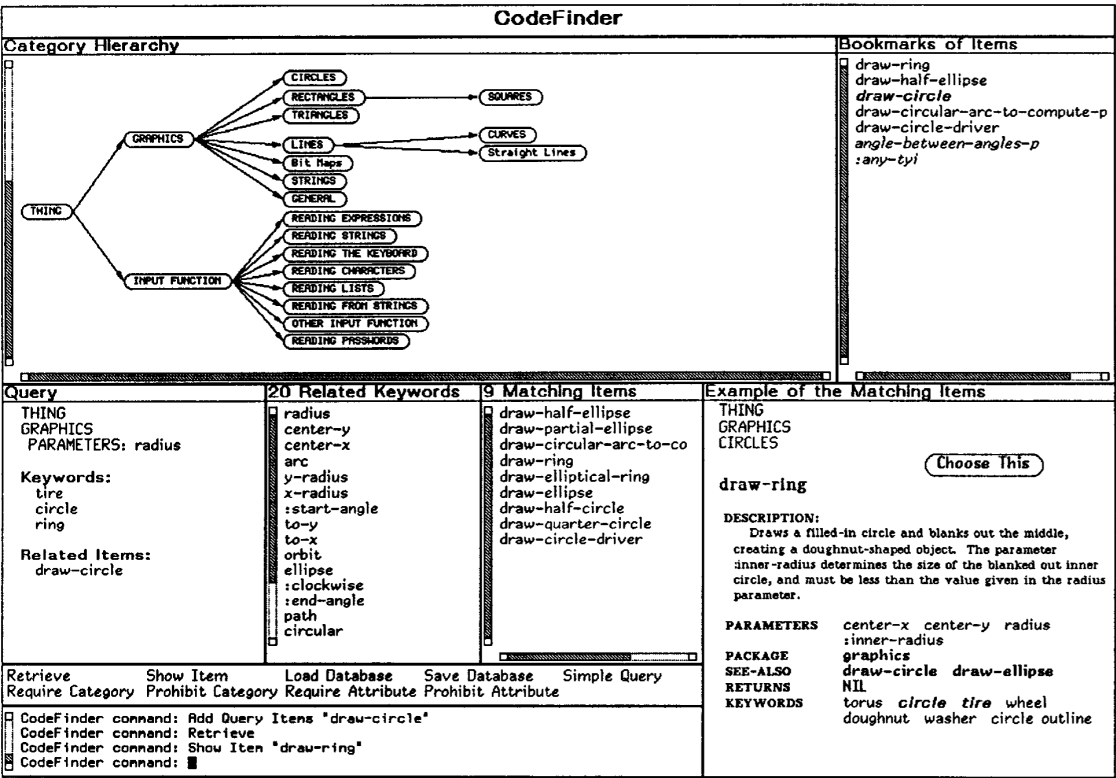 CodeFinder
Category Hierarchy
THING
GRAPHICS
INPUT FUNCTION
CIRCLES
RECTANGLES
TRIANGLES
LINES
Bit Maps
STRINGS
GENERAL
READING EXPRESSIONS
READING STRINGS
READING THE KEYBOARD
READING CHARACTERS
READING LISTS
READING FROM STRINGS
OTHER INPUT FUNCTION
READING PASSWORDS
SQUARES
CURVES
Straight Lines
Bookmarks of Items
draw-ring
draw-half-ellipse
draw-circle
draw-circular-arc-to-compute-p
draw-circle-driver
angle-between-angles-p
:any-tyi
Query
THING
GRAPHICS
PARAMETERS: radius
Keywords:
tire
circle
ring
Related Items:
draw-circle
20 Related Keywords
radius
center-y
center-x
arc
y-radius
x-radius
:start-angle
to-y
to-x
orbit
ellipse
:clockwise
:end-angle
path
circular
9 Matching Items
draw-half-ellipse
draw-partial-ellipse
draw-circular-arc-to-co
draw-ring
draw-elliptical-ring
draw-ellipse
draw-half-circle
draw-quarter-circle
draw-circle-driver
Example of the Matching Items
THING
GRAPHICS
CIRCLES
Choose This
draw-ring
DESCRIPTION:
Draws a filled-in circle and blanks out the middle,
creating a doughnut-shaped object. The parameter
:inner-radius determines the size of the blanked out inner
circle, and must be less than the value given in the radius
parameter.
PARAMETERS center-x center-y radius
:inner-radius
PACKAGE graphics
SEE-ALSO draw-circle draw-ellipse
RETURNS NIL
KEYWORDS torus circle tire wheel
doughnut washer circle outline
Retrieve Show Item Load Database Save Database Simple Query
Require Category Prohibit Category Require Attribute Prohibit Attribute
CodeFinder command: Add Query Items "draw-circle"
CodeFinder command: Retrieve
CodeFinder command: Show Item "draw-ring"
CodeFinder command: